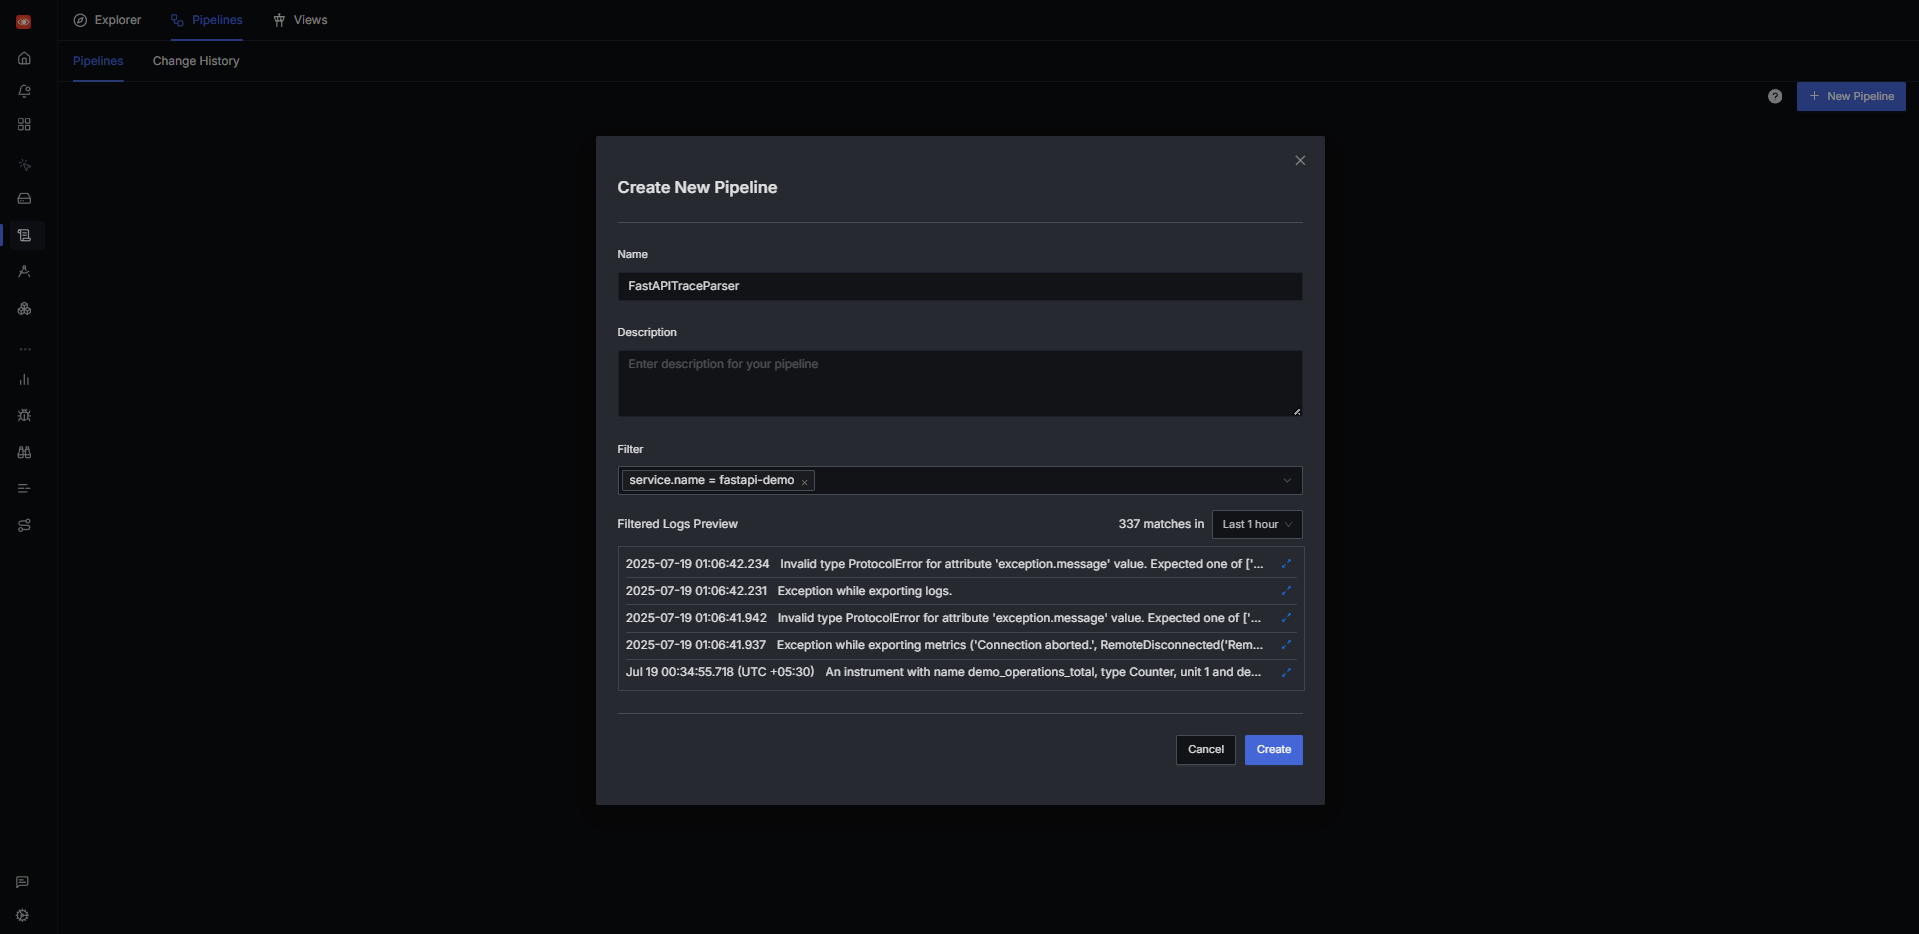 Explorer
Pipelines
Views
Pipelines
Change History
New Pipeline
Create New Pipeline
Name
FastAPITraceParser
Description
Enter description for your pipeline
Filter
service.name = fastapi-demo
Filtered Logs Preview
337 matches in
Last 1 hour
2025-07-19 01:06:42.234 Invalid type ProtocolError for attribute 'exception.message' value. Expected one of ['...
2025-07-19 01:06:42.231 Exception while exporting logs.
2025-07-19 01:06:41.942 Invalid type ProtocolError for attribute 'exception.message' value. Expected one of ['...
2025-07-19 01:06:41.937 Exception while exporting metrics ('Connection aborted.', RemoteDisconnected('Rem...
Jul 19 00:34:55.718 (UTC +05:30) An instrument with name demo_operations_total, type Counter, unit 1 and de...
Cancel
Create